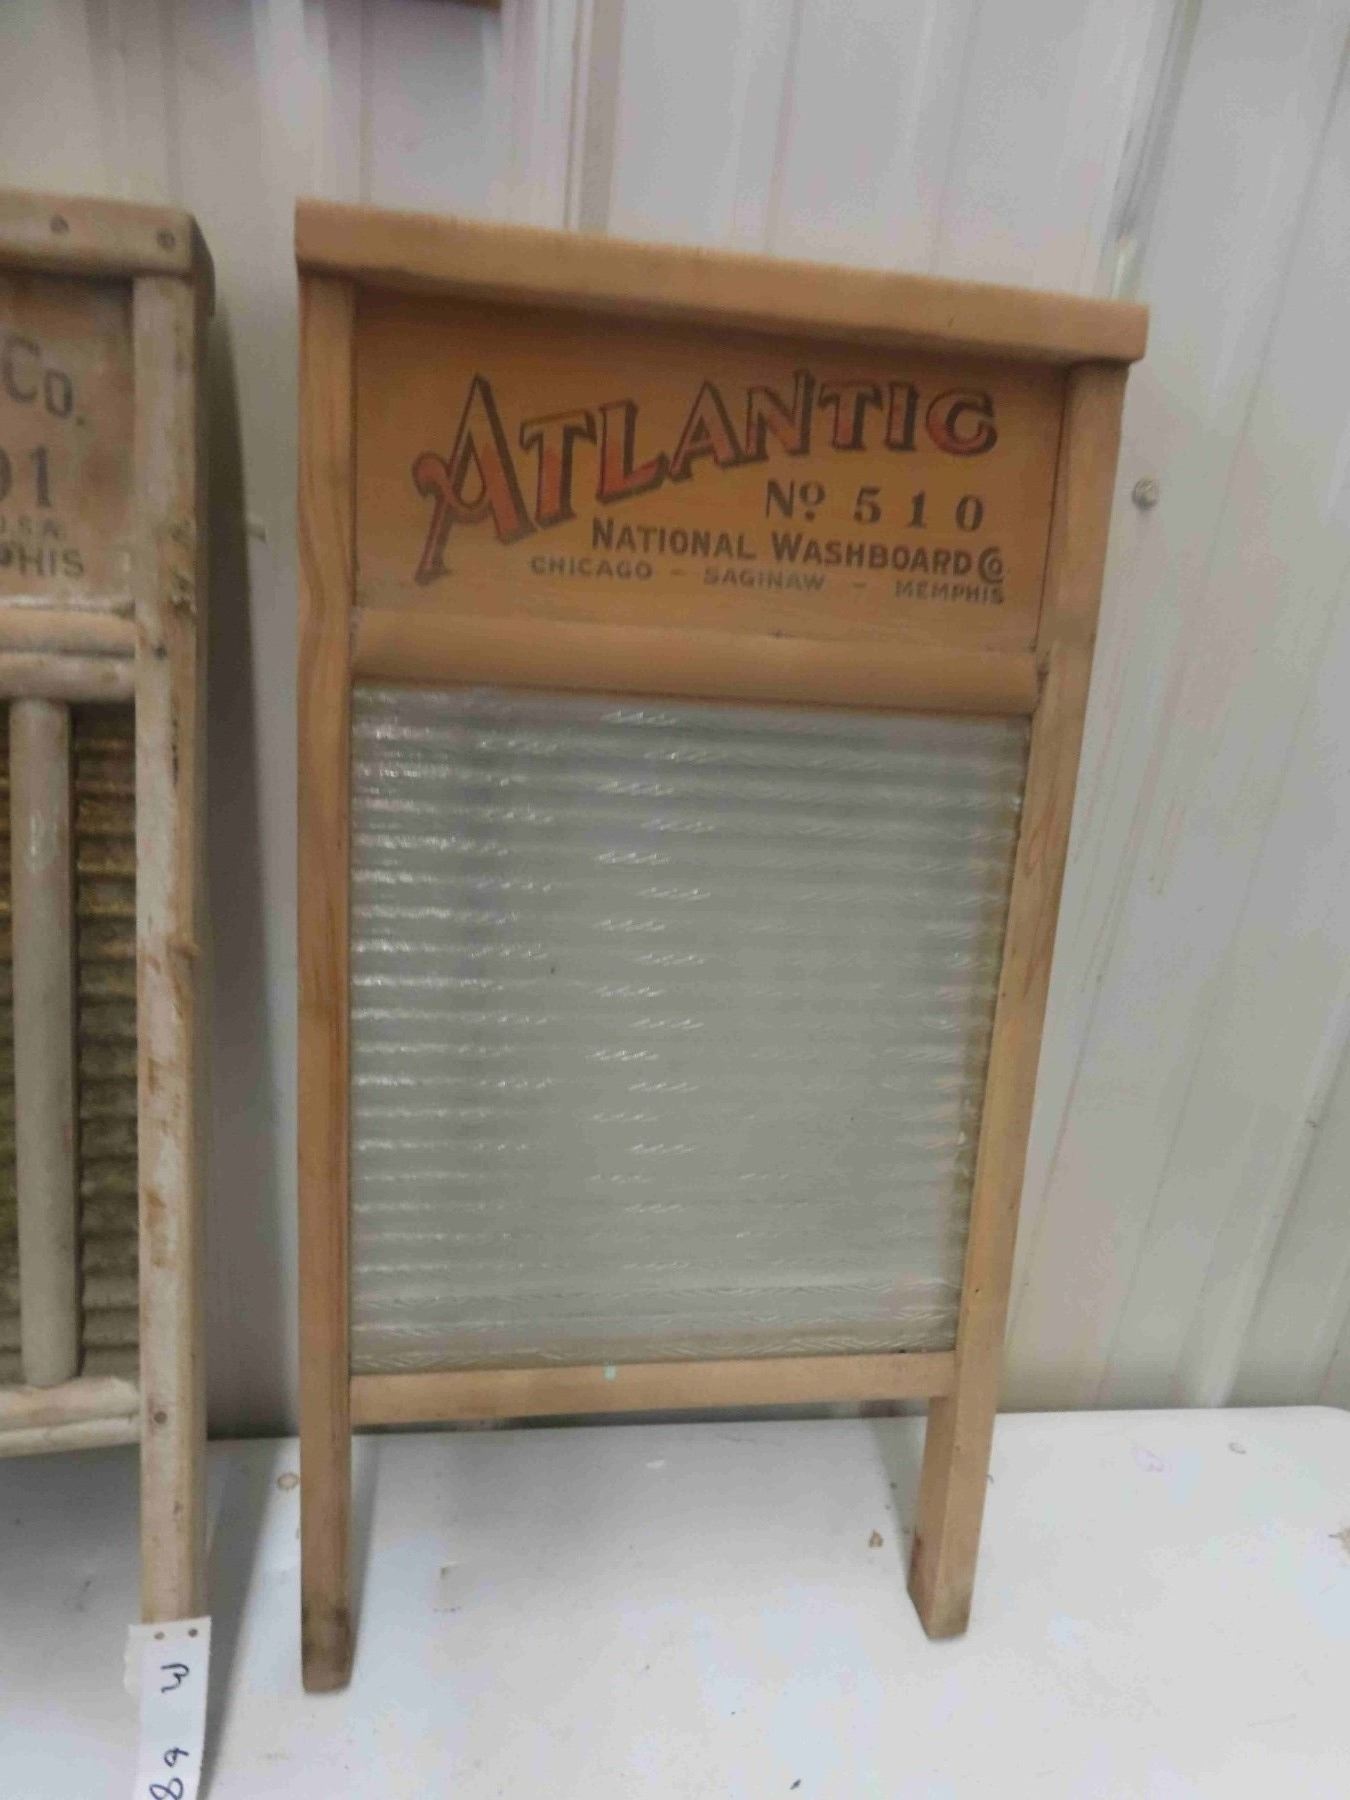 Co.
01
U.S.A.
PHIS
ATLANTIC
No. 510
NATIONAL WASHBOARD Co.
CHICAGO - SAGINAW - MEMPHIS